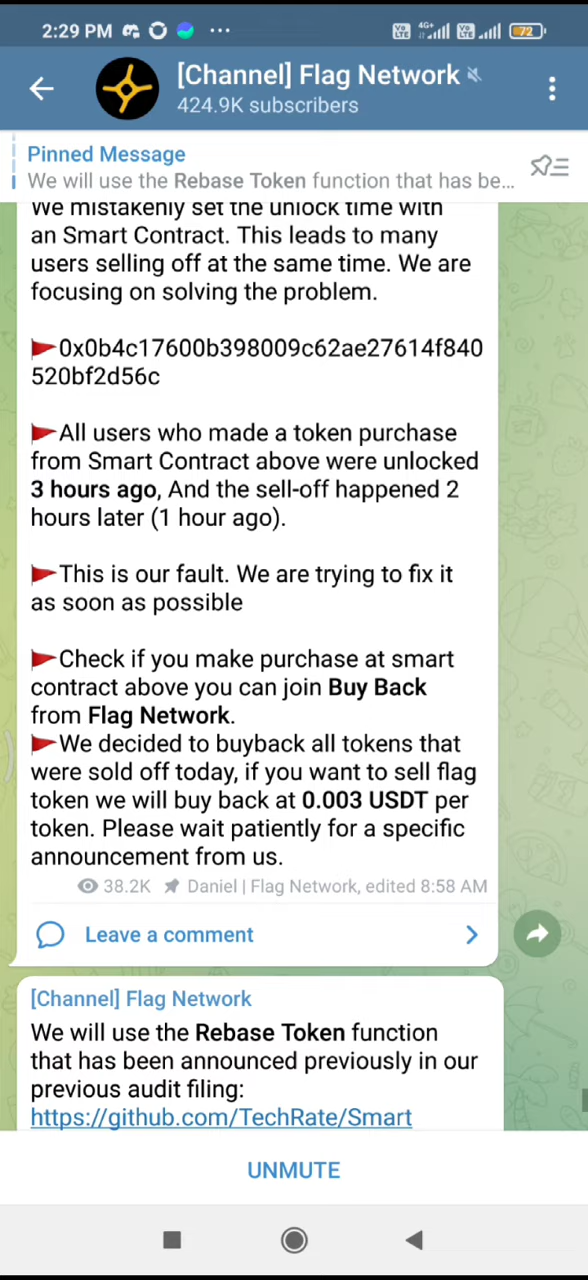 2:29 PM
4G+
72
[Channel] Flag Network
424.9K subscribers
Pinned Message
We will use the Rebase Token function that has be...
We mistakenly set the unlock time with
an Smart Contract. This leads to many
users selling off at the same time. We are
focusing on solving the problem.
0x0b4c17600b398009c62ae27614f840
520bf2d56c
All users who made a token purchase
from Smart Contract above were unlocked
3 hours ago, And the sell-off happened 2
hours later (1 hour ago).
This is our fault. We are trying to fix it
as soon as possible
Check if you make purchase at smart
contract above you can join Buy Back
from Flag Network.
We decided to buyback all tokens that
were sold off today, if you want to sell flag
token we will buy back at 0.003 USDT per
token. Please wait patiently for a specific
announcement from us.
38.2K Daniel | Flag Network, edited 8:58 AM
Leave a comment
[Channel] Flag Network
We will use the Rebase Token function
that has been announced previously in our
previous audit filing:
https://github.com/TechRate/Smart
UNMUTE